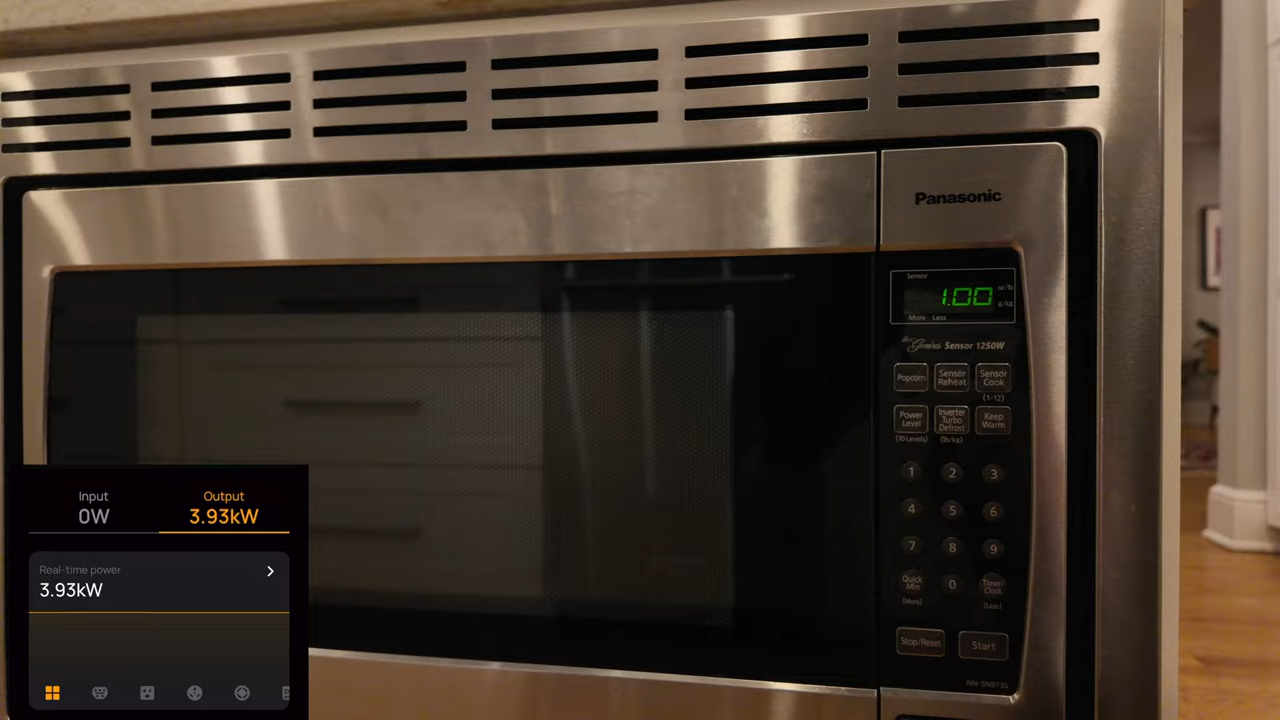 Panasonic
Sensor
1.00
oz/lb
g/kg
More Less
the Genius Sensor 1250W
Popcorn
Sensor Reheat
Sensor Cook
(1-12)
Power Level
Inverter Turbo Defrost
Keep Warm
(10 Levels)
(lb/kg)
1 2 3
4 5 6
7 8 9
Quick Min
0
Timer/Clock
(More)
(Less)
Stop/Reset
Start
NN-SN973S
Input
0W
Output
3.93kW
Real-time power
3.93kW